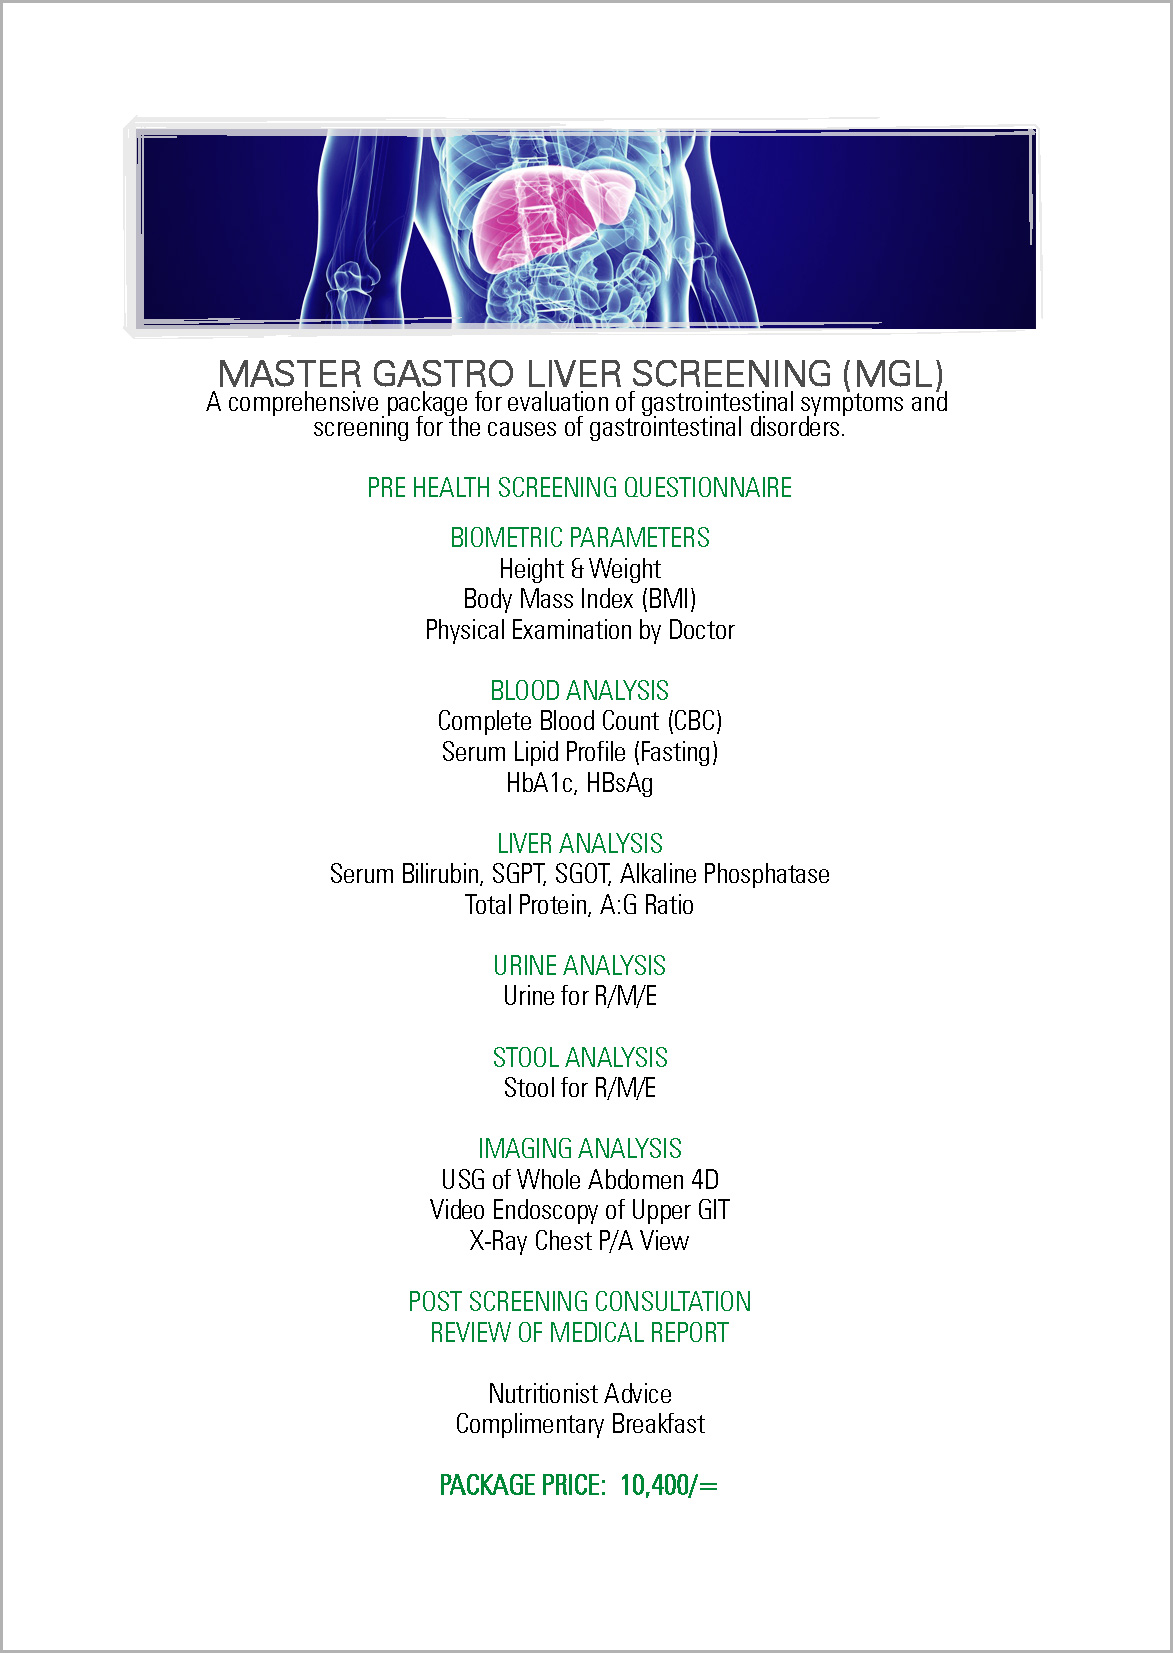 MASTER GASTRO LIVER SCREENING (MGL)
A comprehensive package for evaluation of gastrointestinal symptoms and
screening for the causes of gastrointestinal disorders.
PRE HEALTH SCREENING QUESTIONNAIRE
BIOMETRIC PARAMETERS
Height & Weight
Body Mass Index (BMI)
Physical Examination by Doctor
BLOOD ANALYSIS
Complete Blood Count (CBC)
Serum Lipid Profile (Fasting)
HbA1c, HBsAg
LIVER ANALYSIS
Serum Bilirubin, SGPT, SGOT, Alkaline Phosphatase
Total Protein, A:G Ratio
URINE ANALYSIS
Urine for R/M/E
STOOL ANALYSIS
Stool for R/M/E
IMAGING ANALYSIS
USG of Whole Abdomen 4D
Video Endoscopy of Upper GIT
X-Ray Chest P/A View
POST SCREENING CONSULTATION
REVIEW OF MEDICAL REPORT
Nutritionist Advice
Complimentary Breakfast
PACKAGE PRICE: 10,400/=